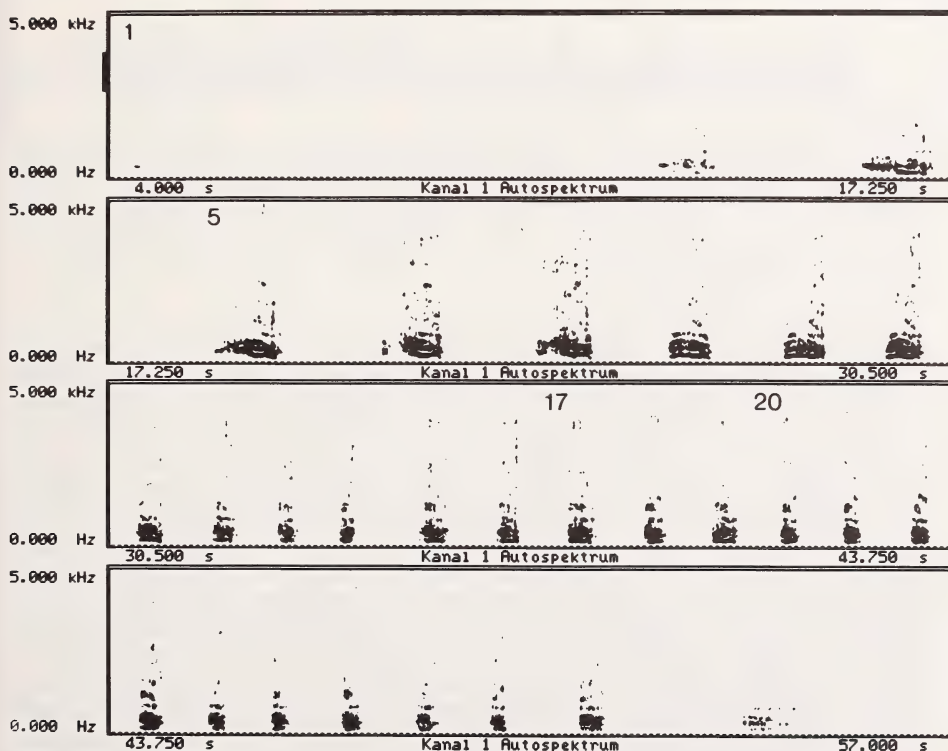 5.000 kHz
1
0.000 Hz
4.000 s Kanal 1 Autospektrum 17.250 s
5.000 kHz
5
0.000 Hz
17.250 s Kanal 1 Autospektrum 30.500 s
5.000 kHz
17 20
0.000 Hz
30.500 s Kanal 1 Autospektrum 43.750 s
5.000 kHz
0.000 Hz
43.750 s Kanal 1 Autospektrum 57.000 s